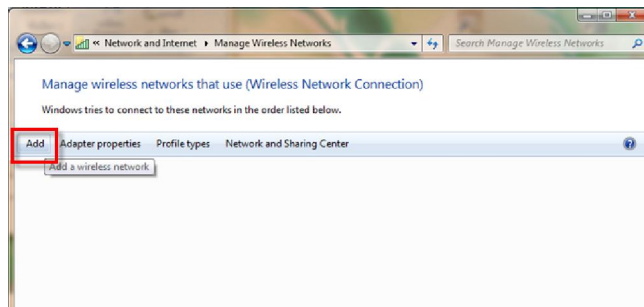 « Network and Internet Manage Wireless Networks Search Manage Wireless Networks
Manage wireless networks that use (Wireless Network Connection)
Windows tries to connect to these networks in the order listed below.
Add Adapter properties Profile types Network and Sharing Center
Add a wireless network